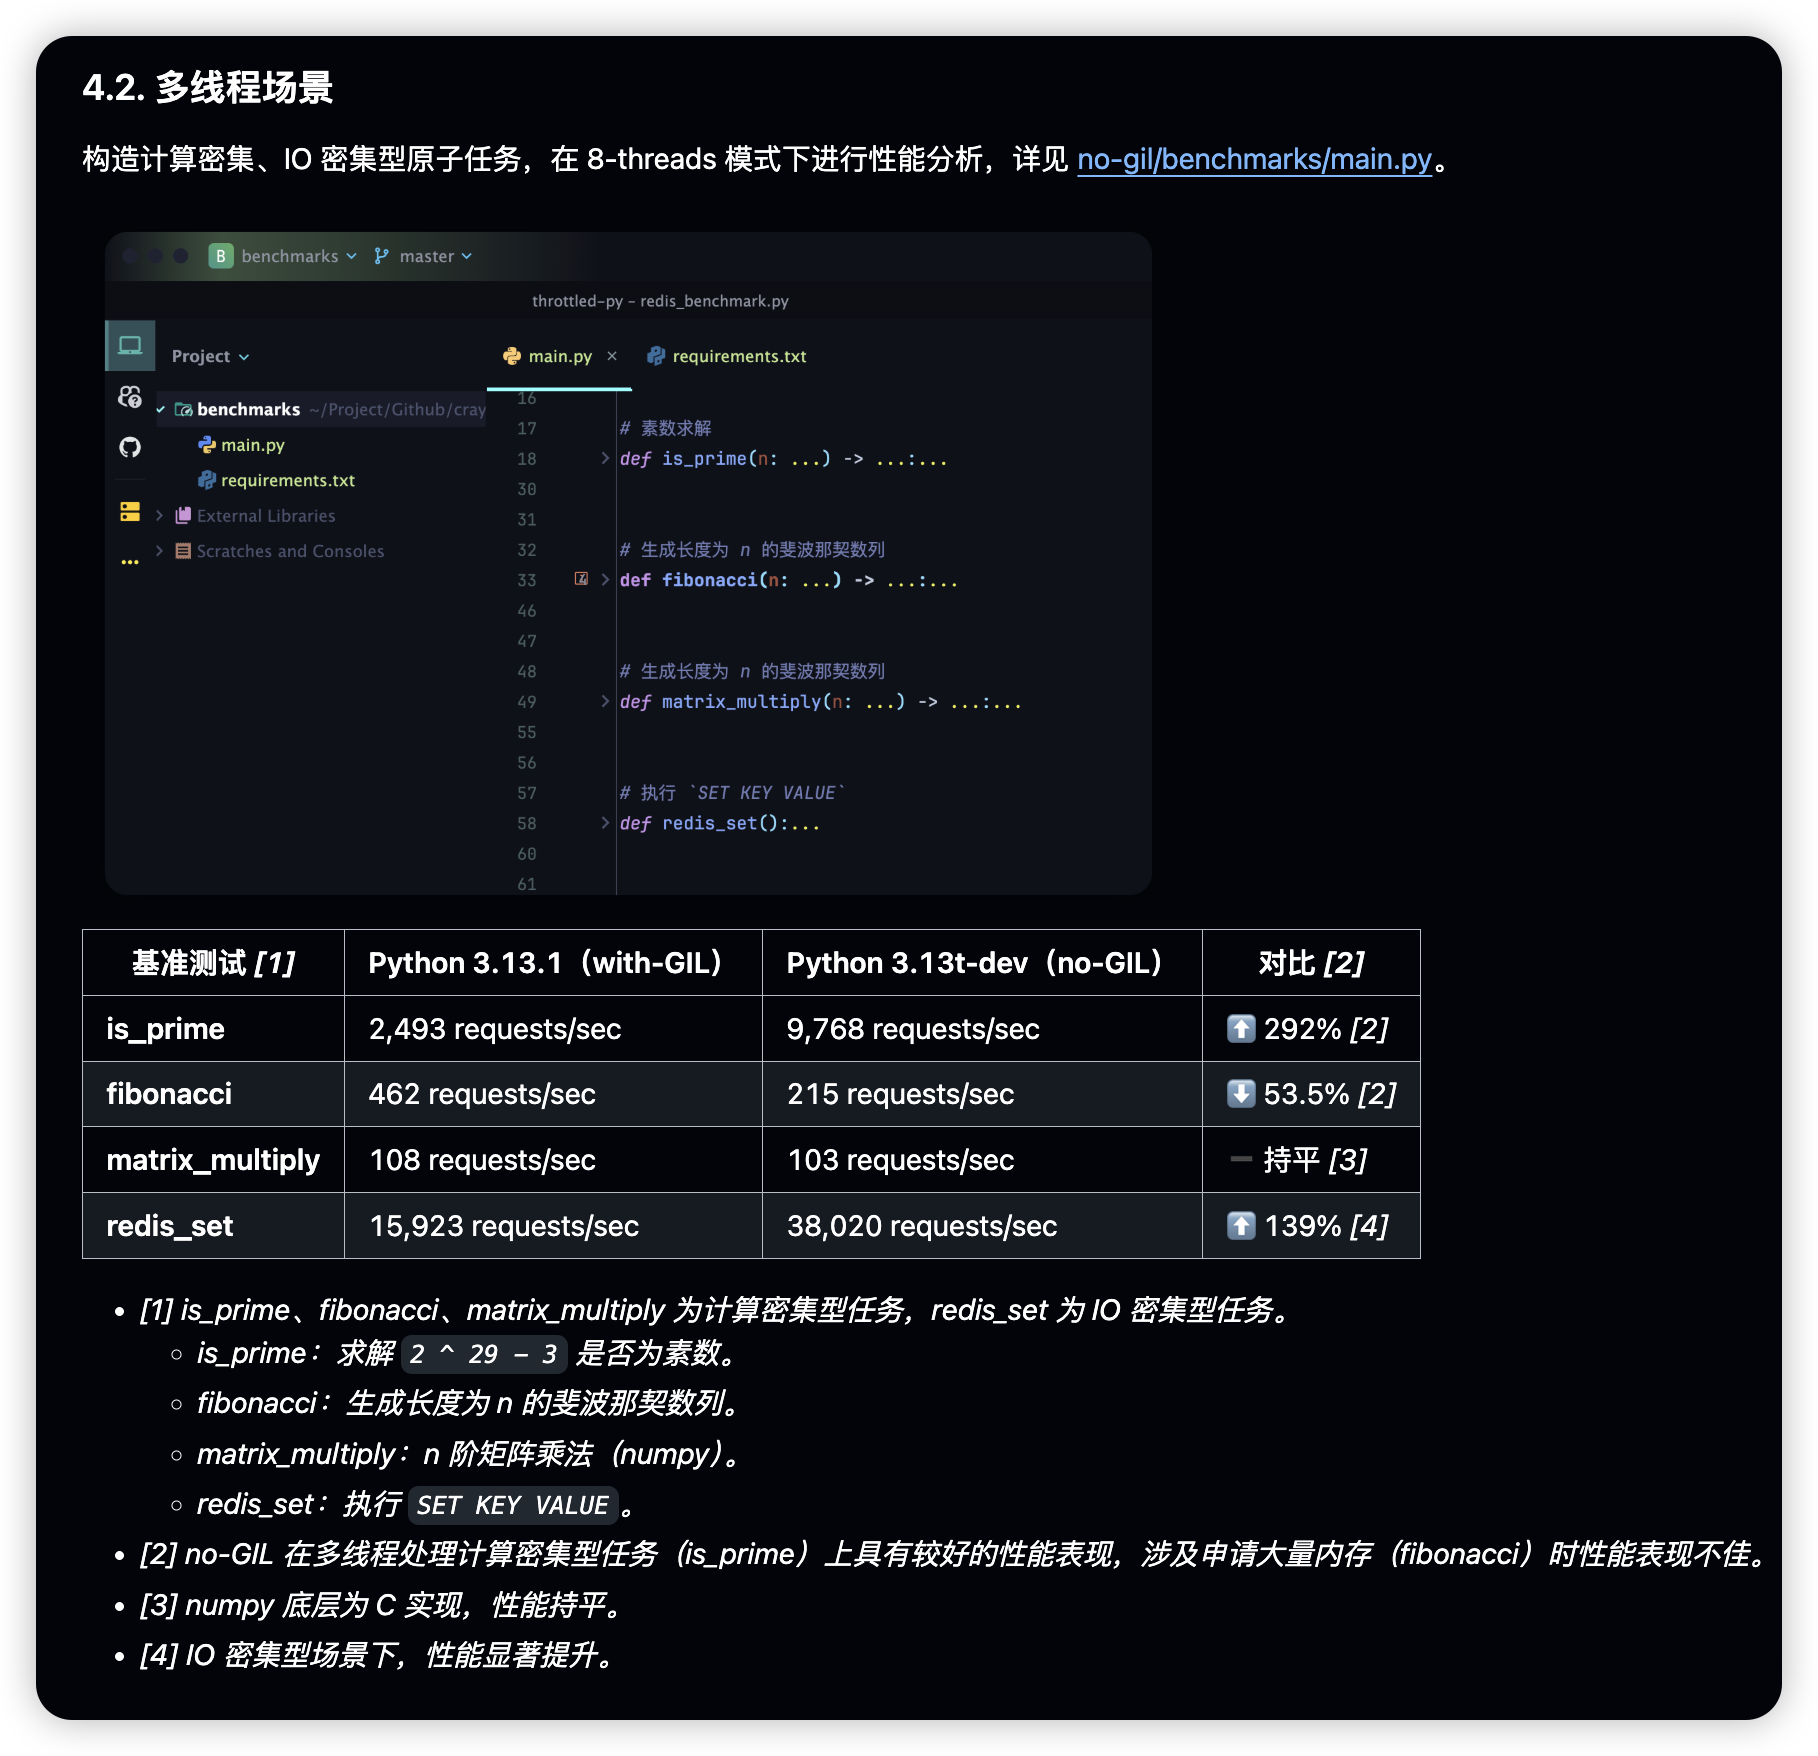 4.2. 多线程场景
构造计算密集、IO 密集型原子任务，在 8-threads 模式下进行性能分析，详见 no-gil/benchmarks/main.py。
B benchmarks master
throttled-py – redis_benchmark.py
Project
main.py × requirements.txt
benchmarks ~/Project/Github/cray
main.py
requirements.txt
External Libraries
Scratches and Consoles
16
17 # 素数求解
18 def is_prime(n: ...) -> ...:...
30
31
32 # 生成长度为 n 的斐波那契数列
33 def fibonacci(n: ...) -> ...:...
46
47
48 # 生成长度为 n 的斐波那契数列
49 def matrix_multiply(n: ...) -> ...:...
55
56
57 # 执行 `SET KEY VALUE`
58 def redis_set():...
60
61
基准测试 [1] Python 3.13.1（with-GIL） Python 3.13t-dev（no-GIL） 对比 [2]
is_prime 2,493 requests/sec 9,768 requests/sec ⬆️ 292% [2]
fibonacci 462 requests/sec 215 requests/sec ⬇️ 53.5% [2]
matrix_multiply 108 requests/sec 103 requests/sec ➖ 持平 [3]
redis_set 15,923 requests/sec 38,020 requests/sec ⬆️ 139% [4]
• [1] is_prime、fibonacci、matrix_multiply 为计算密集型任务，redis_set 为 IO 密集型任务。
◦ is_prime：求解 2 ^ 29 – 3 是否为素数。
◦ fibonacci：生成长度为 n 的斐波那契数列。
◦ matrix_multiply：n 阶矩阵乘法（numpy）。
◦ redis_set：执行 SET KEY VALUE 。
• [2] no-GIL 在多线程处理计算密集型任务（is_prime）上具有较好的性能表现，涉及申请大量内存（fibonacci）时性能表现不佳。
• [3] numpy 底层为 C 实现，性能持平。
• [4] IO 密集型场景下，性能显著提升。